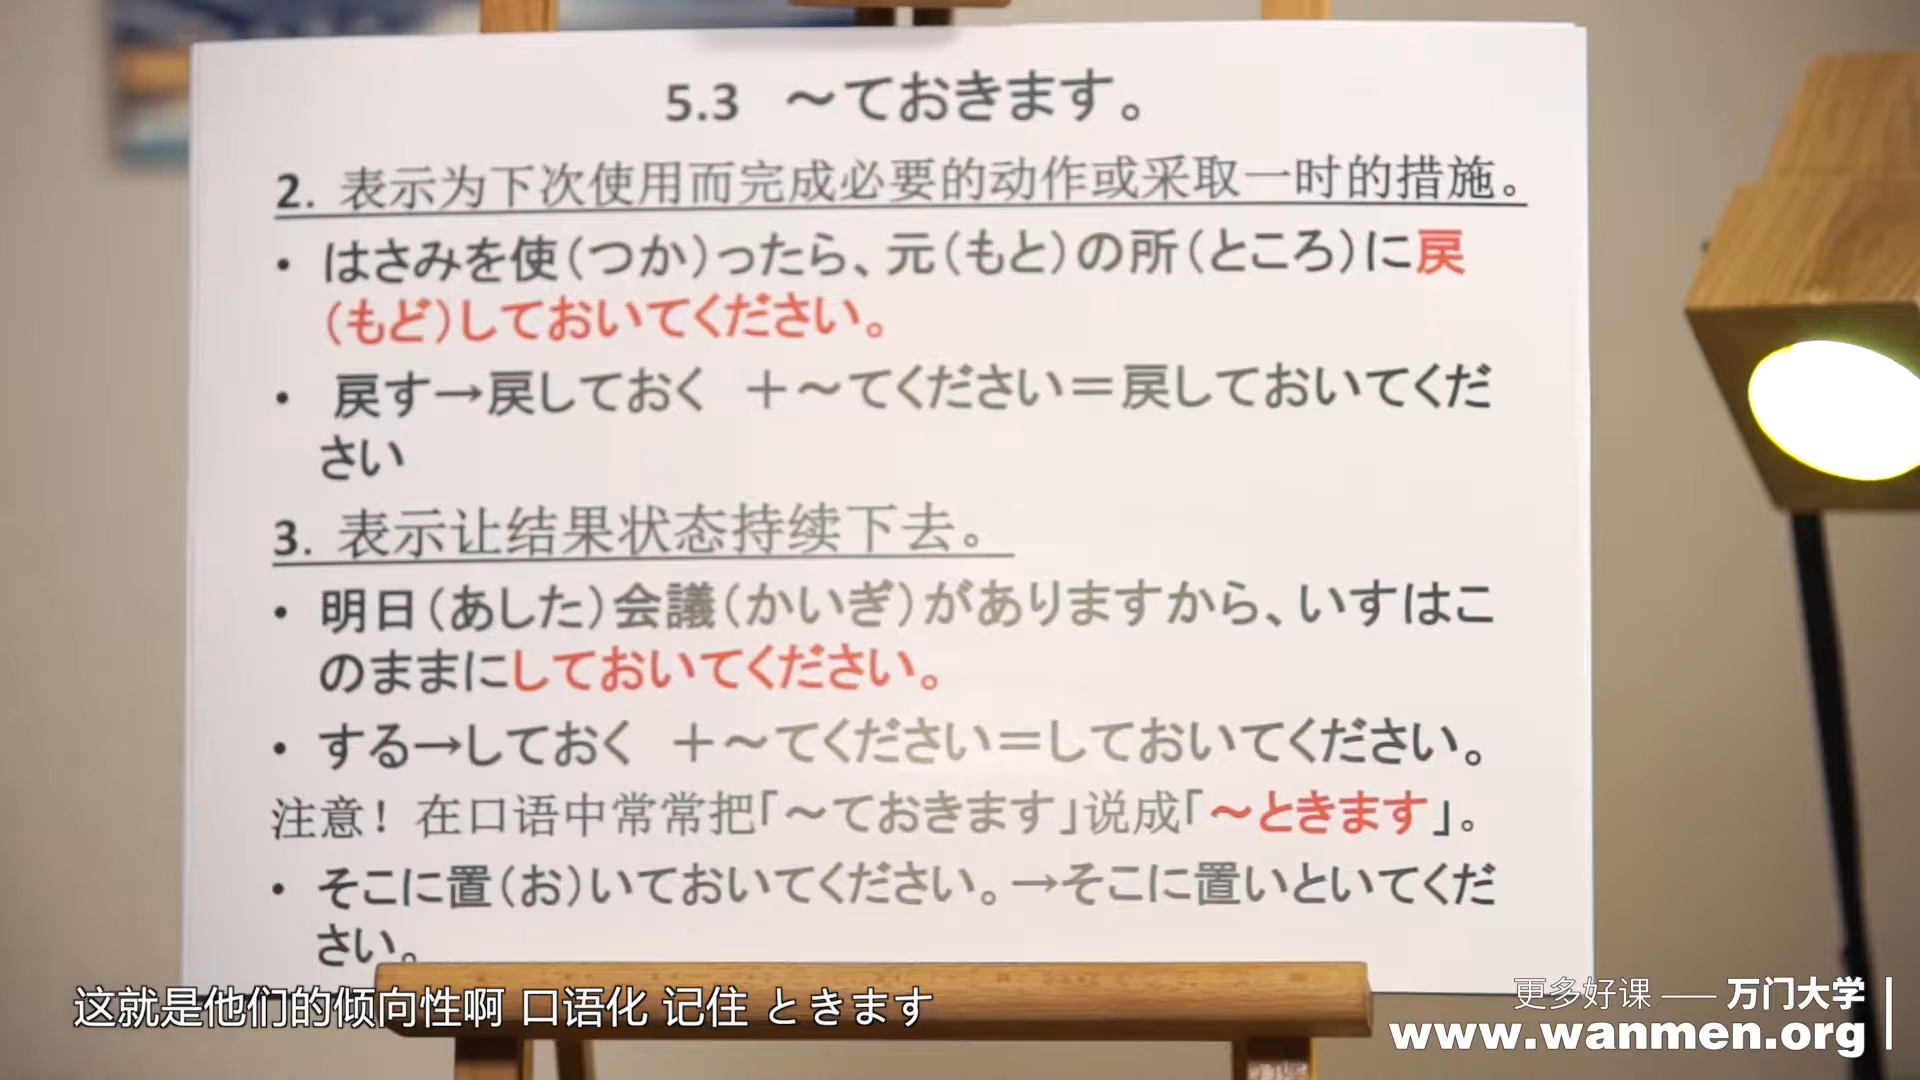 5.3 ～ておきます。
2. 表示为下次使用而完成必要的动作或采取一时的措施。
• はさみを使(つか)ったら、元(もと)の所(ところ)に戻
(もど)しておいてください。
• 戻す→戻しておく ＋～てください＝戻しておいてくだ
さい
3. 表示让结果状态持续下去。
• 明日(あした)会議(かいぎ)がありますから、いすはこ
のままにしておいてください。
• する→しておく ＋～てください＝しておいてください。
注意！在口语中常常把「～ておきます」说成「～ときます」。
• そこに置(お)いておいてください。→そこに置いといてくだ
さい。
这就是他们的倾向性啊 口语化 记住 ときます
更多好课 —— 万门大学
www.wanmen.org